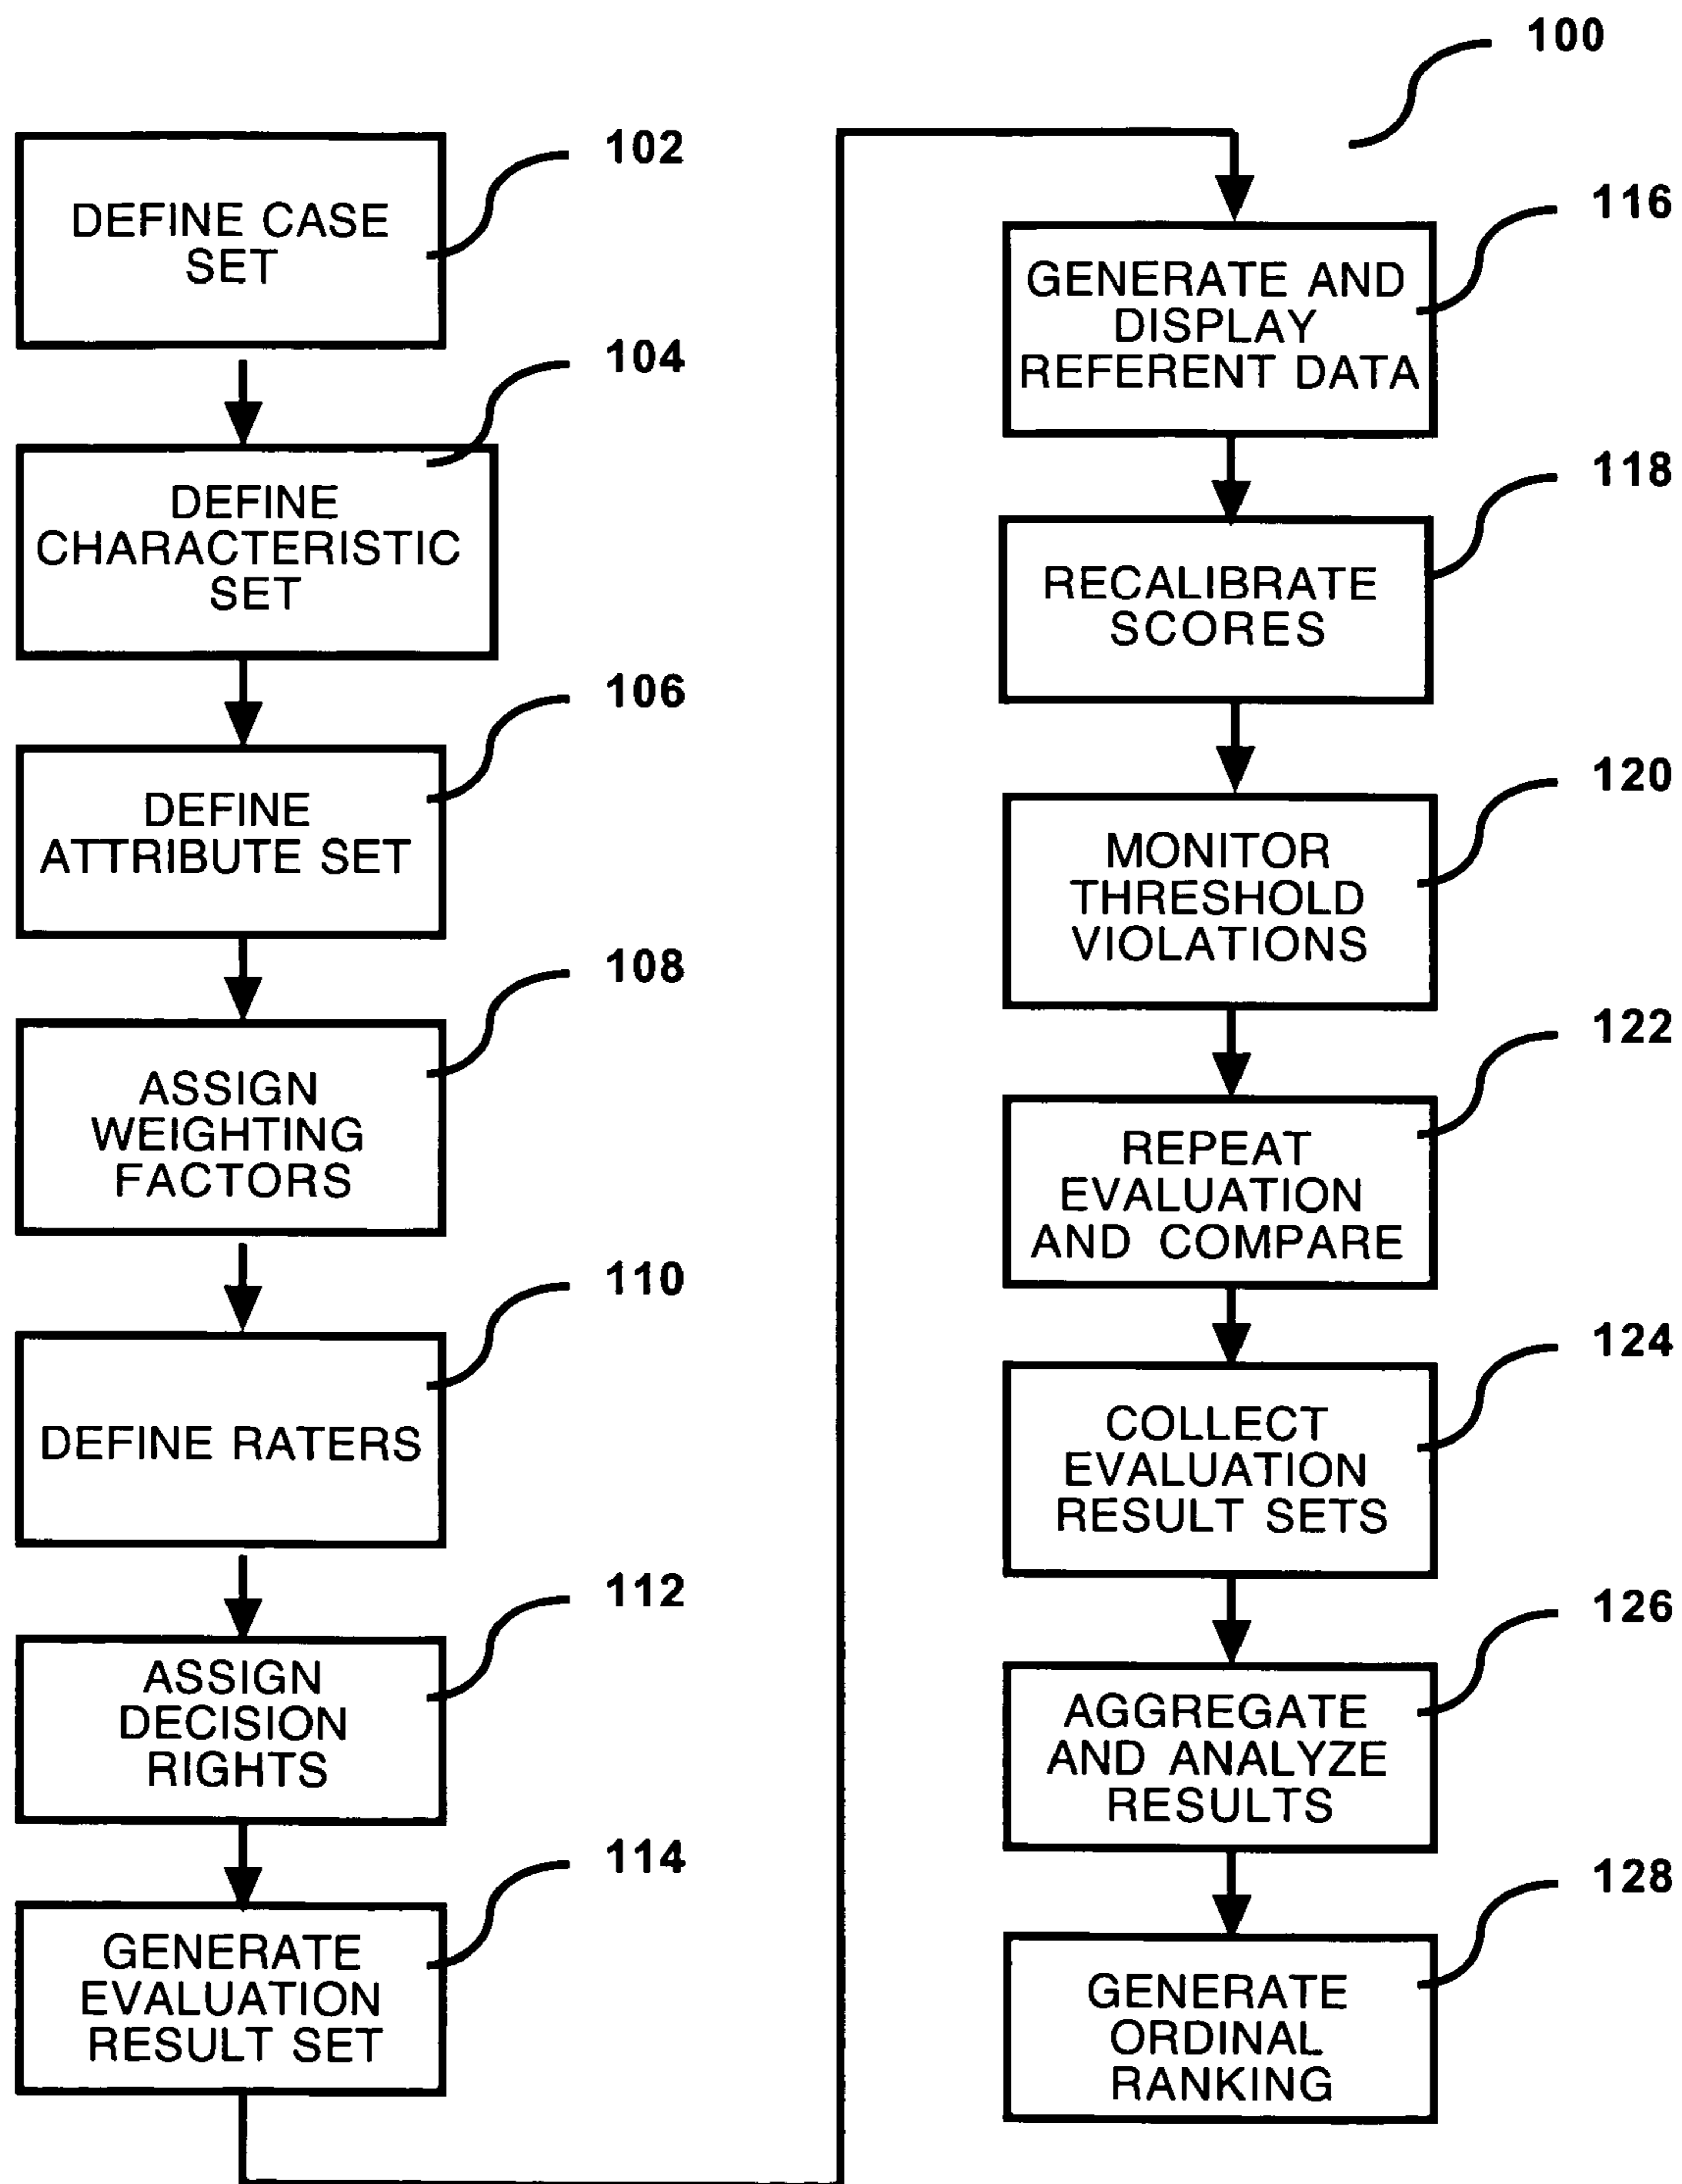 100
102
DEFINE CASE
SET
104
DEFINE
CHARACTERISTIC
SET
106
DEFINE
ATTRIBUTE SET
108
ASSIGN
WEIGHTING
FACTORS
110
DEFINE RATERS
112
ASSIGN
DECISION
RIGHTS
114
GENERATE
EVALUATION
RESULT SET
116
GENERATE AND
DISPLAY
REFERENT DATA
118
RECALIBRATE
SCORES
120
MONITOR
THRESHOLD
VIOLATIONS
122
REPEAT
EVALUATION
AND COMPARE
124
COLLECT
EVALUATION
RESULT SETS
126
AGGREGATE
AND ANALYZE
RESULTS
128
GENERATE
ORDINAL
RANKING